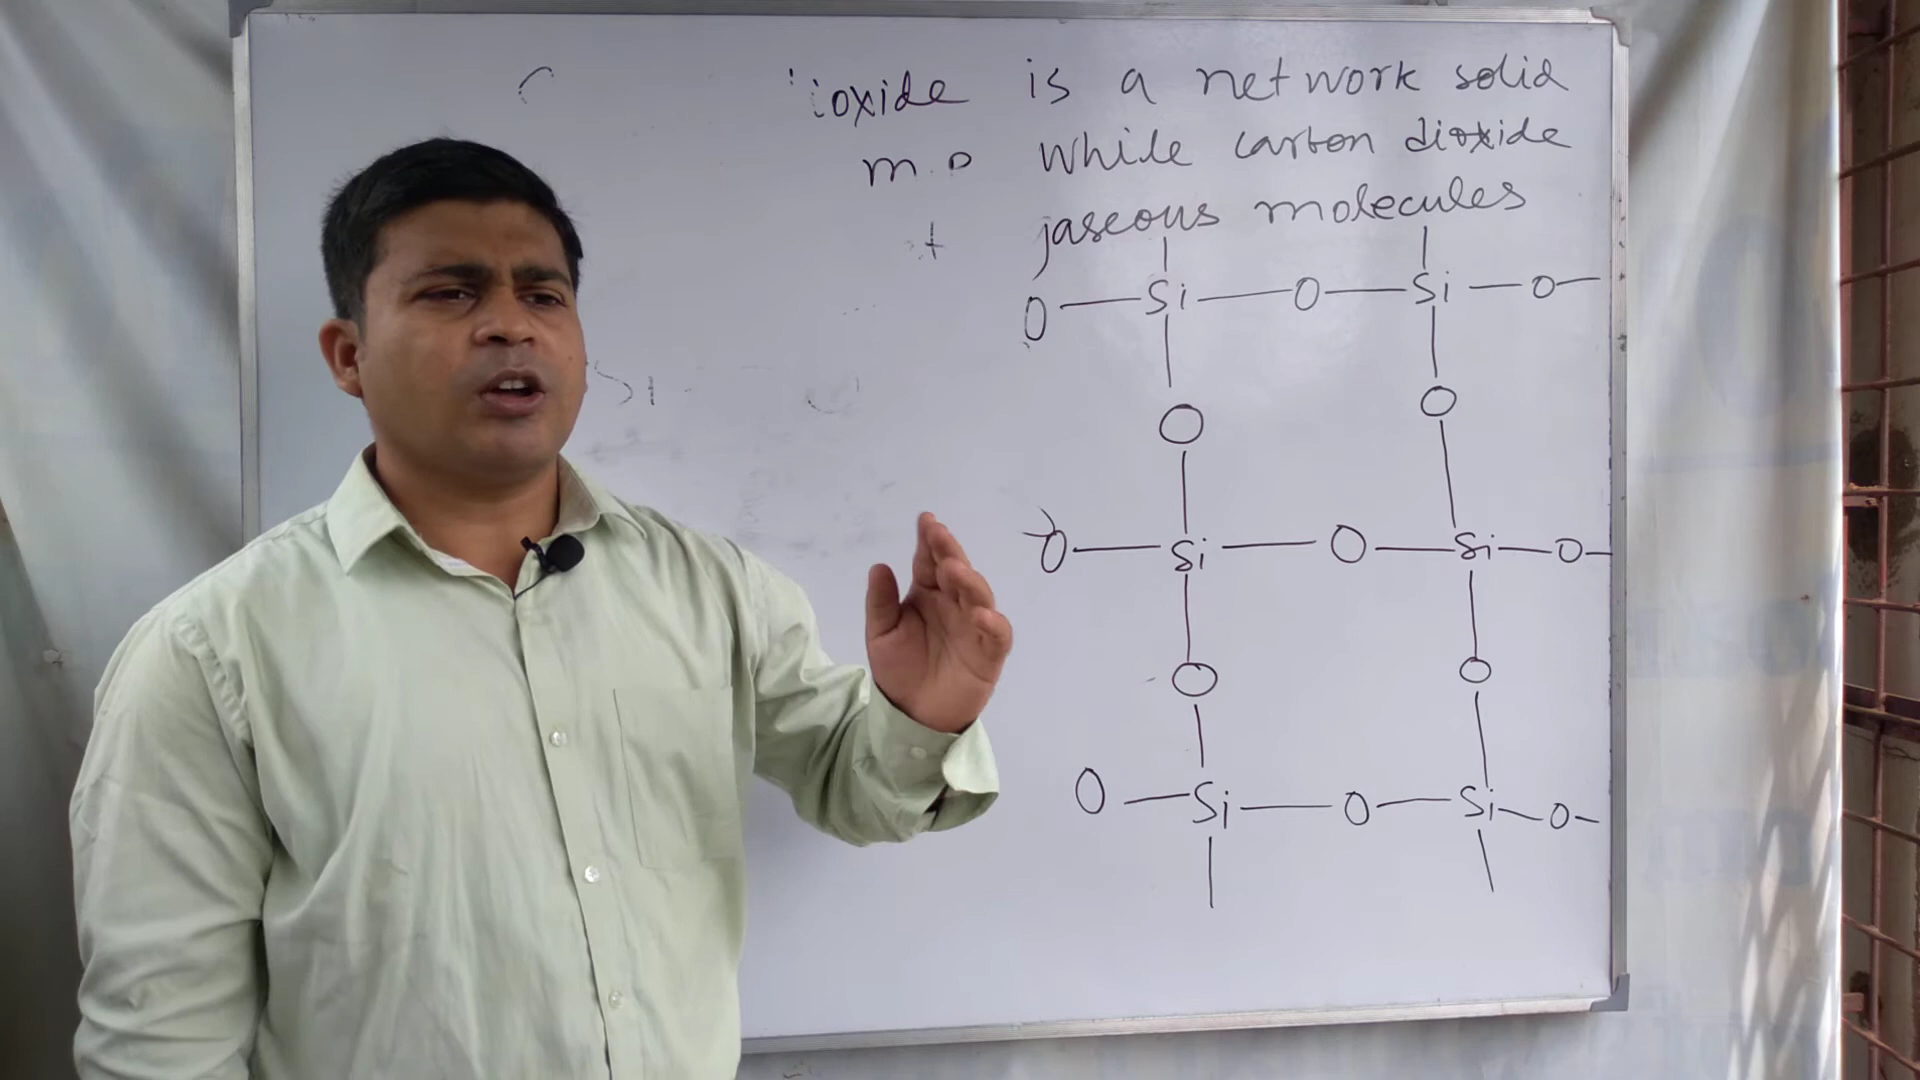 ioxide is a network solid
m.p while carbon dioxide
gaseous molecules
O — Si — O — Si — O —
O O
O — Si — O — Si — O —
O O
O — Si — O — Si — O —